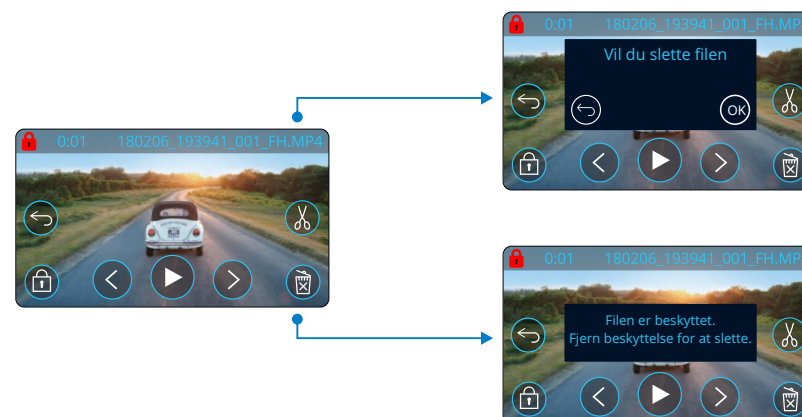 0:01 180206_193941_001_FH.MP4
0:01 180206_193941_001_FH.MP
Vil du slette filen
OK
0:01 180206_193941_001_FH.MP
Filen er beskyttet.
Fjern beskyttelse for at slette.